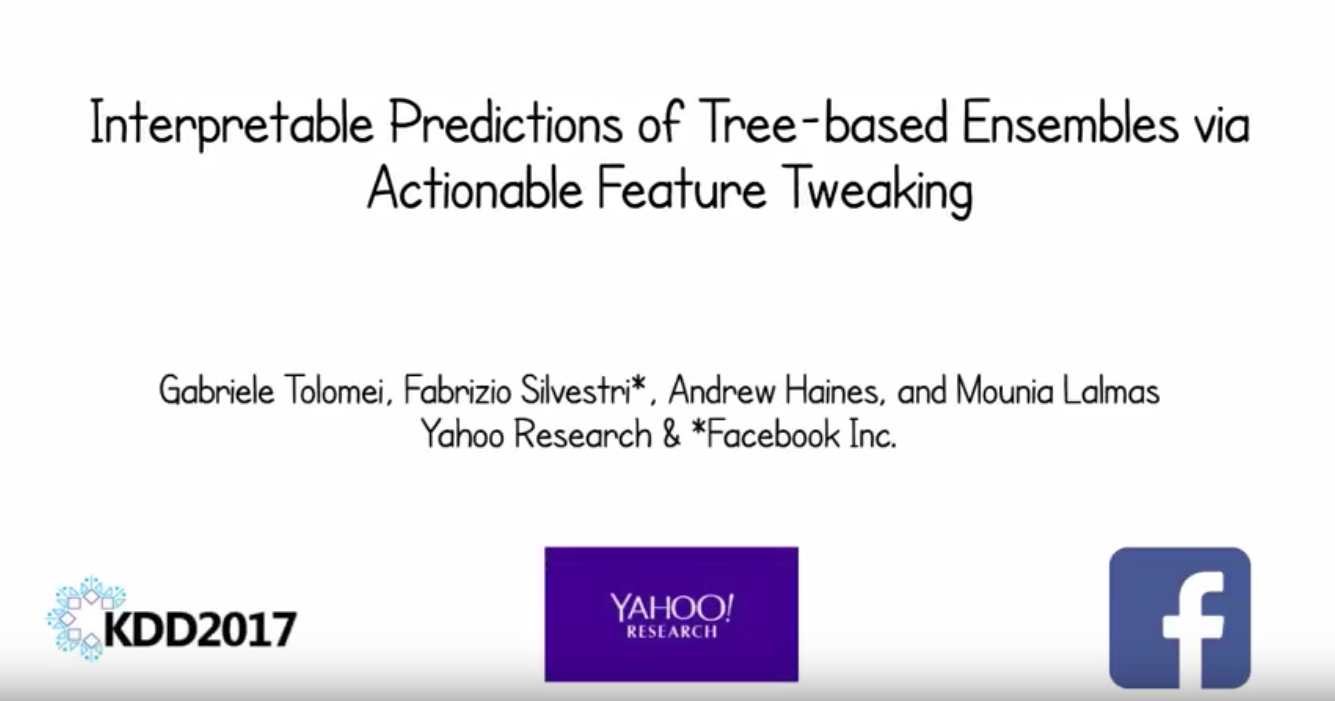 Interpretable Predictions of Tree-based Ensembles via
Actionable Feature Tweaking
Gabriele Tolomei, Fabrizio Silvestri*, Andrew Haines, and Mounia Lalmas
Yahoo Research & *Facebook Inc.
KDD2017
YAHOO!
RESEARCH
f